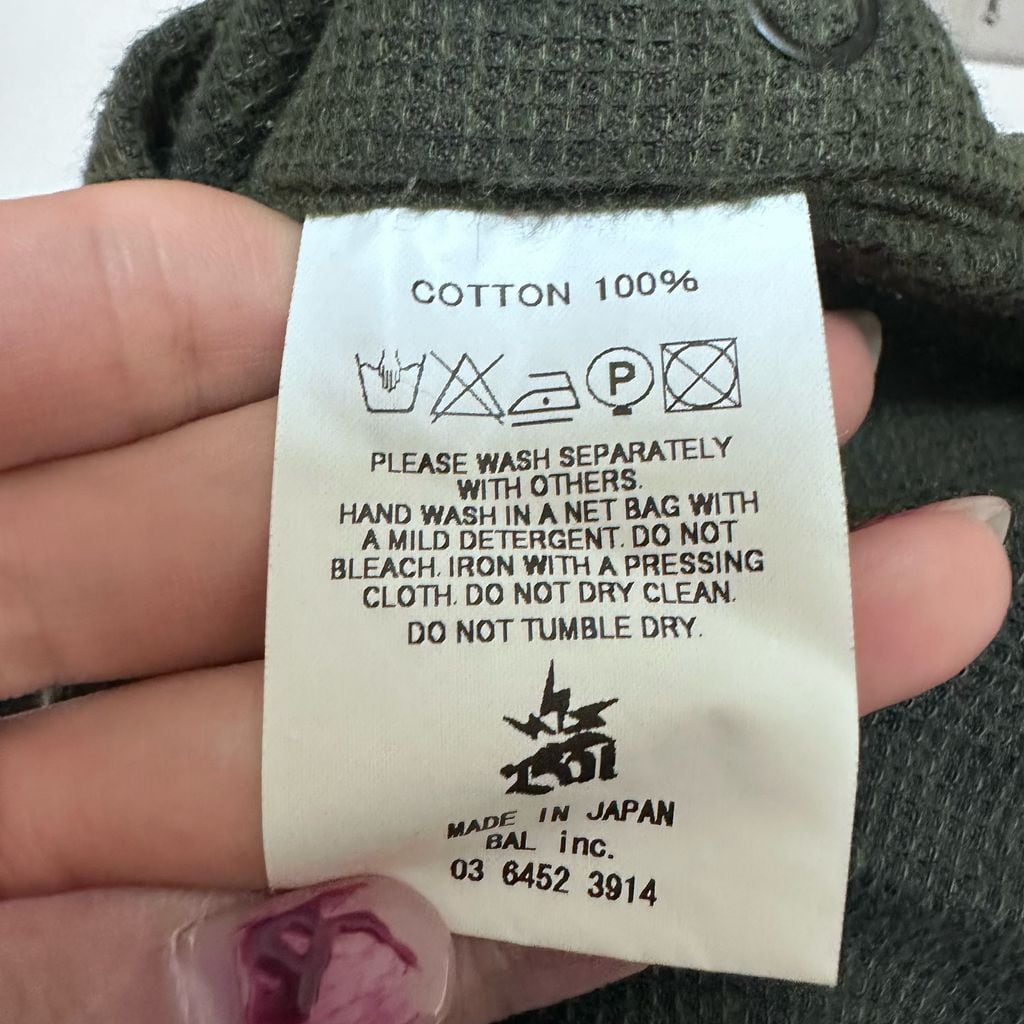 COTTON 100%
P
PLEASE WASH SEPARATELY
WITH OTHERS.
HAND WASH IN A NET BAG WITH
A MILD DETERGENT. DO NOT
BLEACH. IRON WITH A PRESSING
CLOTH. DO NOT DRY CLEAN.
DO NOT TUMBLE DRY.
MADE IN JAPAN
BAL inc.
03 6452 3914